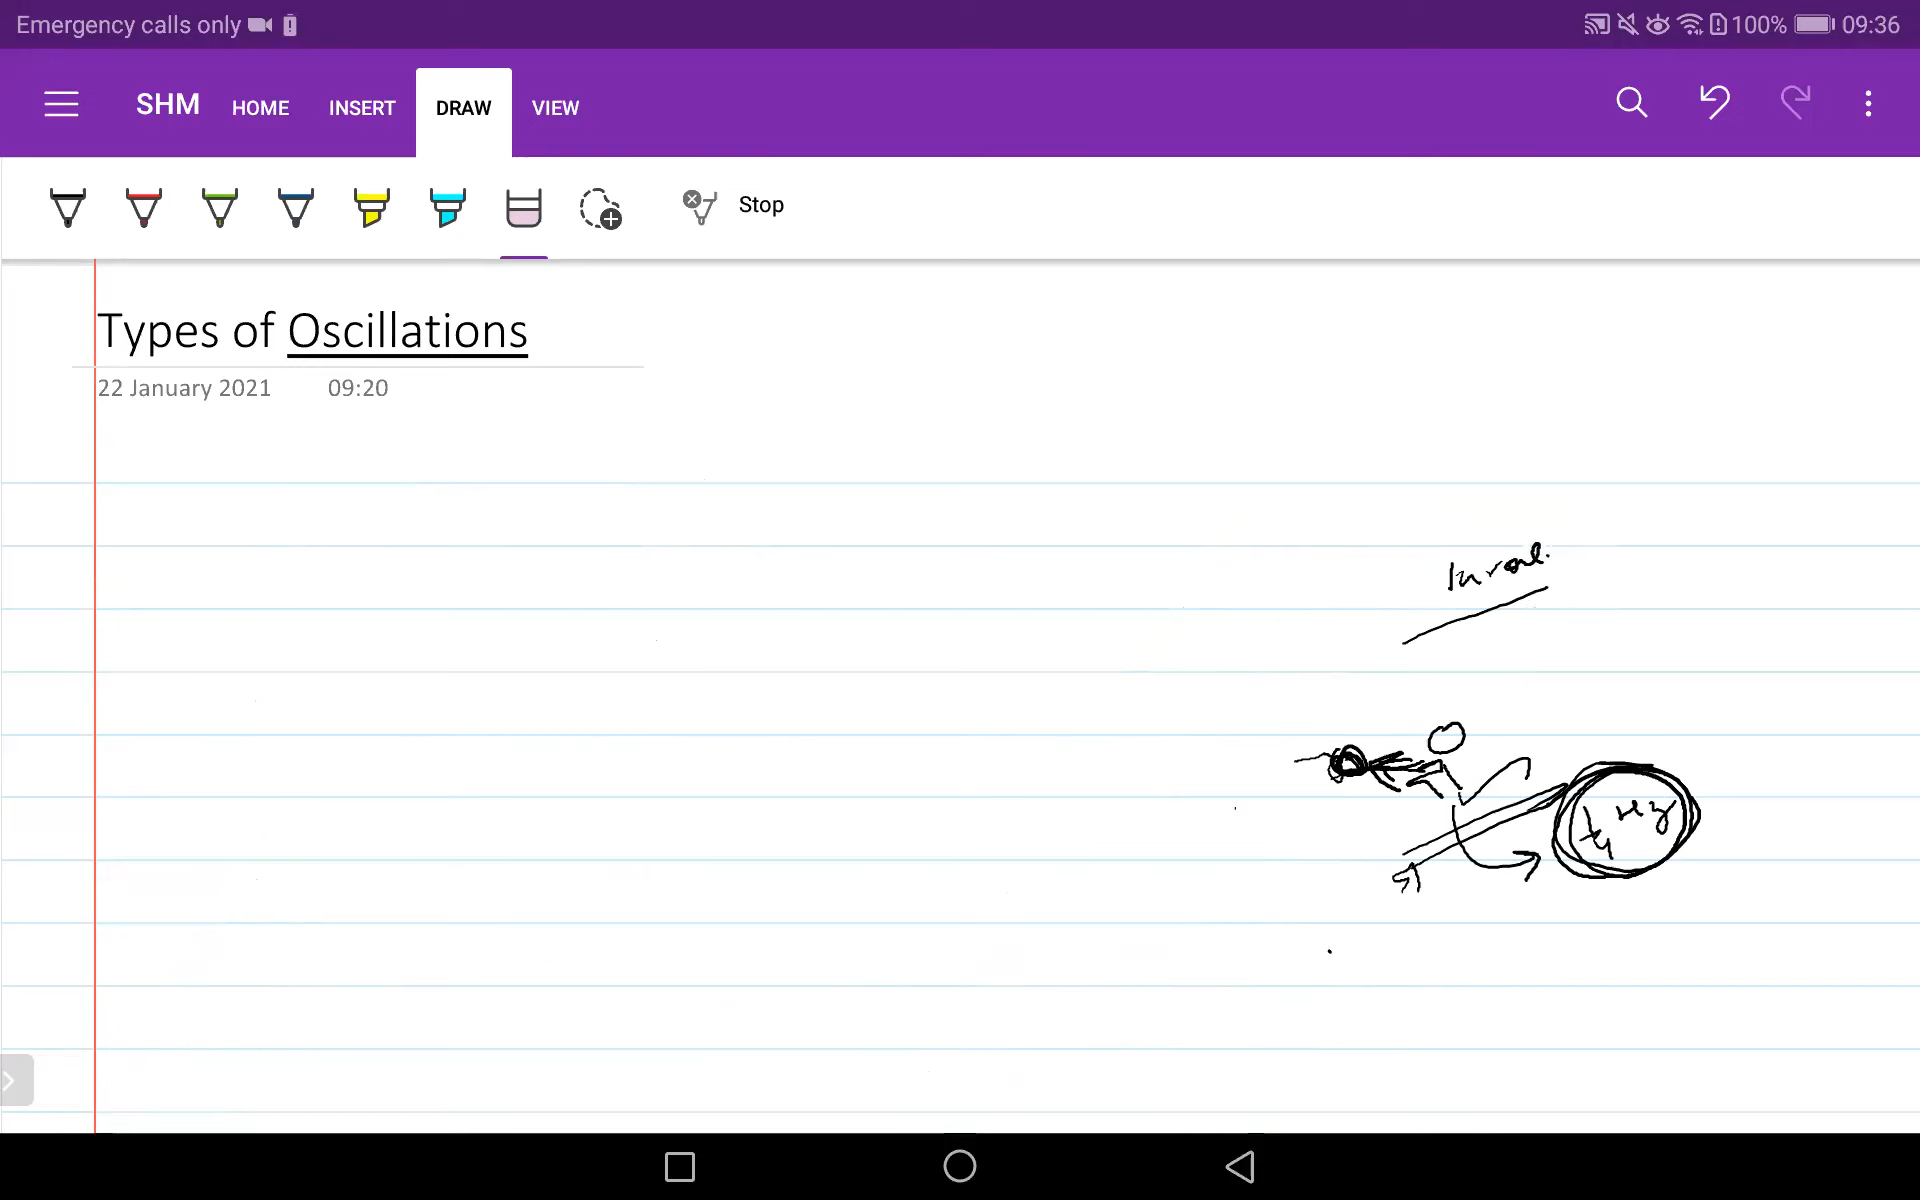 Emergency calls only 100% 09:36
SHM HOME INSERT DRAW VIEW
Stop
Types of Oscillations
22 January 2021 09:20